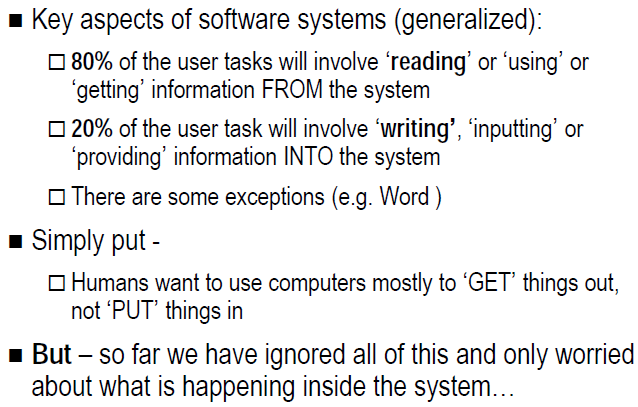 ■ Key aspects of software systems (generalized):
□ 80% of the user tasks will involve ‘reading’ or ‘using’ or
‘getting’ information FROM the system
□ 20% of the user task will involve ‘writing’, ‘inputting’ or
‘providing’ information INTO the system
□ There are some exceptions (e.g. Word )
■ Simply put -
□ Humans want to use computers mostly to ‘GET’ things out,
not ‘PUT’ things in
■ But – so far we have ignored all of this and only worried
about what is happening inside the system…